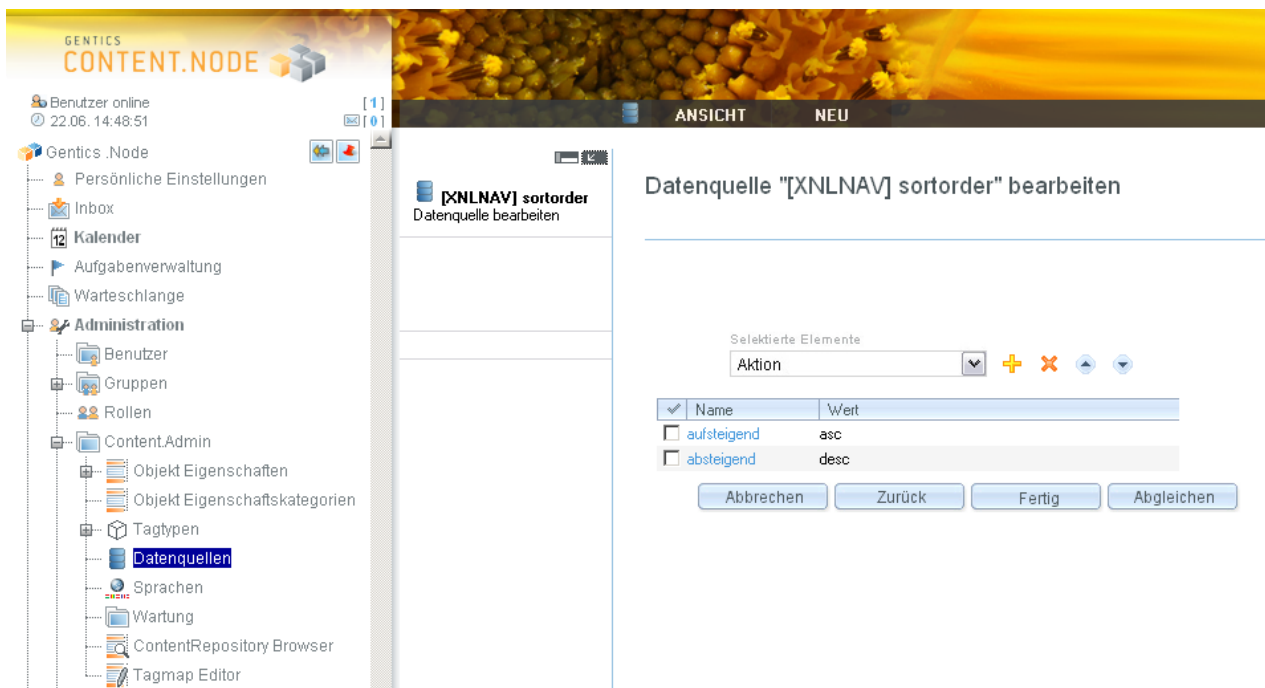 GENTICS
CONTENT.NODE
Benutzer online [1]
22.06. 14:48:51 [0]
ANSICHT NEU
Gentics .Node
Persönliche Einstellungen
Inbox
12 Kalender
Aufgabenverwaltung
Warteschlange
Administration
Benutzer
Gruppen
Rollen
Content.Admin
Objekt Eigenschaften
Objekt Eigenschaftskategorien
Tagtypen
Datenquellen
Sprachen
Wartung
ContentRepository Browser
Tagmap Editor
[XNLNAV] sortorder
Datenquelle bearbeiten
Datenquelle "[XNLNAV] sortorder" bearbeiten
Selektierte Elemente
Aktion
Name Wert
aufsteigend asc
absteigend desc
Abbrechen Zurück Fertig Abgleichen